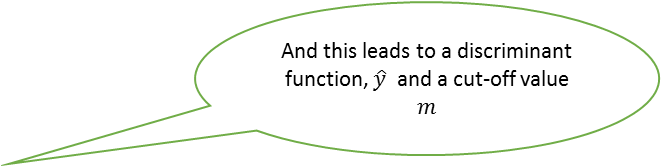 And this leads to a discriminant
function, ŷ and a cut-off value
m